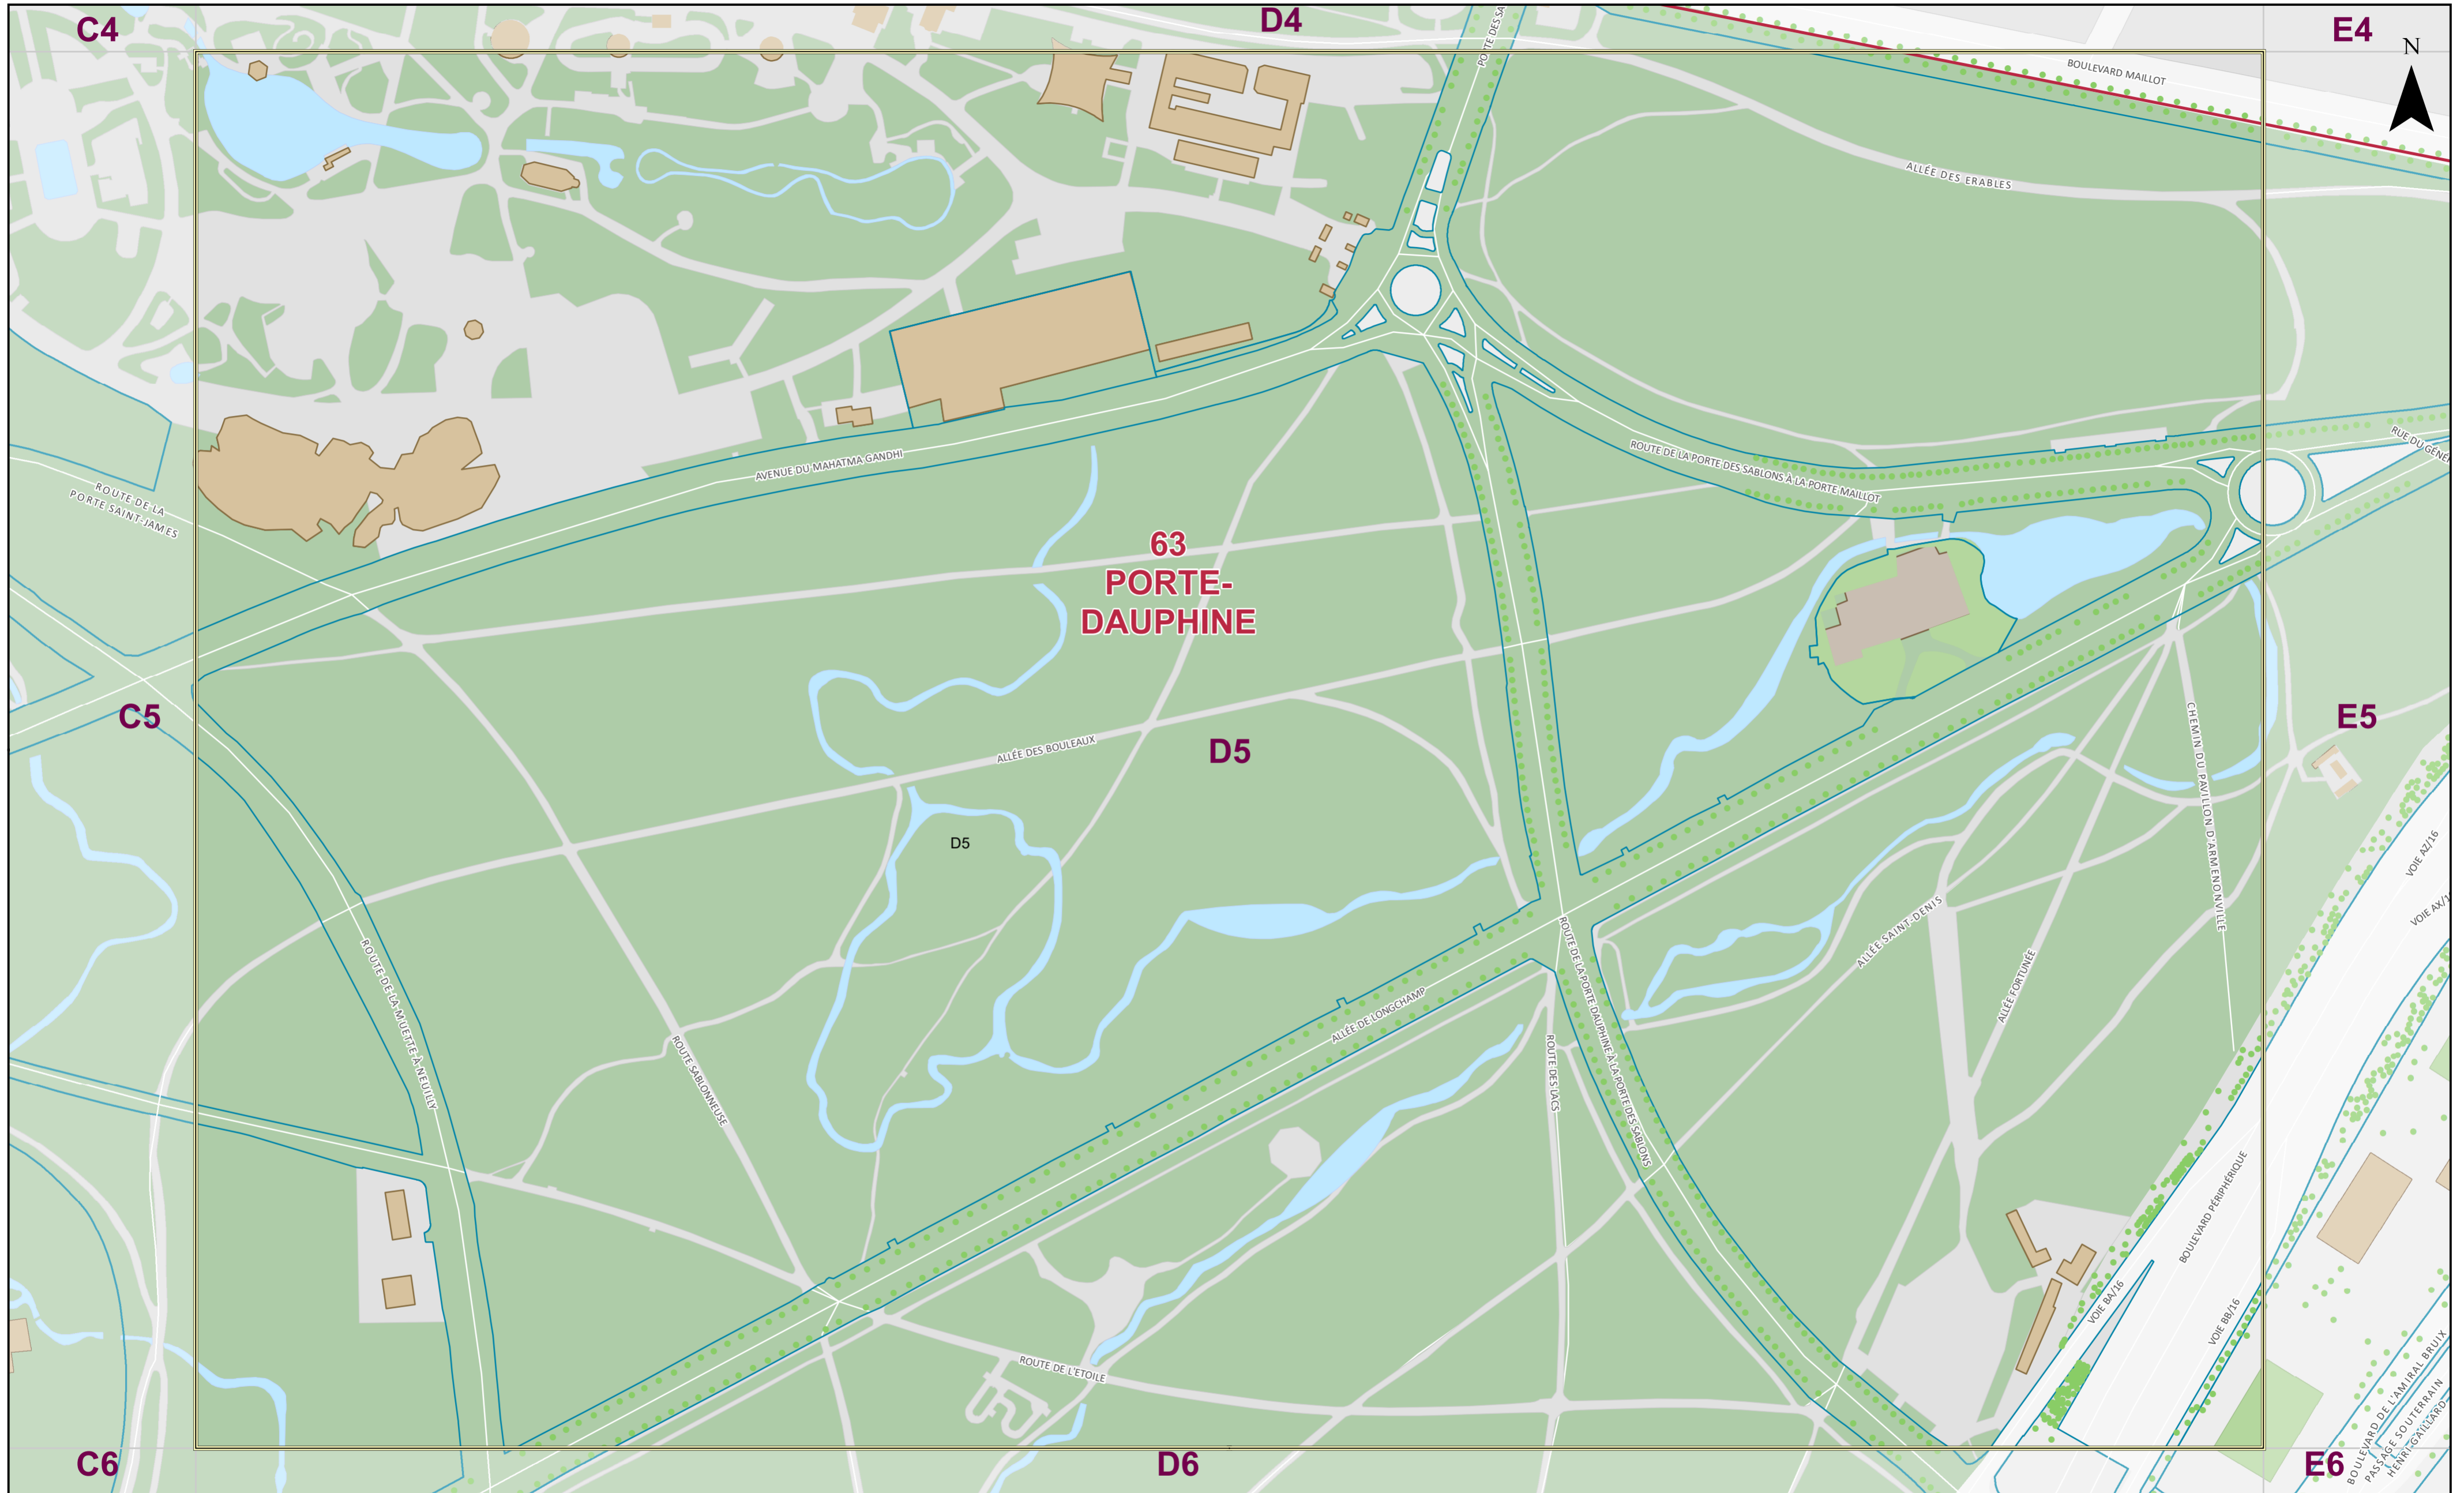 C4
D4
E4
N
PORTE DES SA
BOULEVARD MAILLOT
ALLÉE DES ERABLES
AVENUE DU MAHATMA GANDHI
ROUTE DE LA PORTE DES SABLONS À LA PORTE MAILLOT
RUE DU GÉNÉR
ROUTE DE LA
PORTE SAINT-JAMES
63
PORTE-
DAUPHINE
C5
D5
E5
ALLÉE DES BOULEAUX
CHEMIN DU PAVILLON D'ARMENONVILLE
D5
VOIE AZ/16
VOIE AX/1
ALLÉE SAINT-DENIS
ALLÉE FORTUNÉE
ROUTE DE LA MUETTE À NEUILLY
ROUTE SABLONNEUSE
ALLÉE DE LONGCHAMP
ROUTE DES LACS
ROUTE DE LA PORTE DAUPHINE À LA PORTE DES SABLONS
BOULEVARD PÉRIPHÉRIQUE
VOIE BA/16
VOIE BB/16
ROUTE DE L'ETOILE
BOULEVARD DE L'AMIRAL BRUIX
PASSAGE SOUTERRAIN
HENRI-GAILLARD
C6
D6
E6